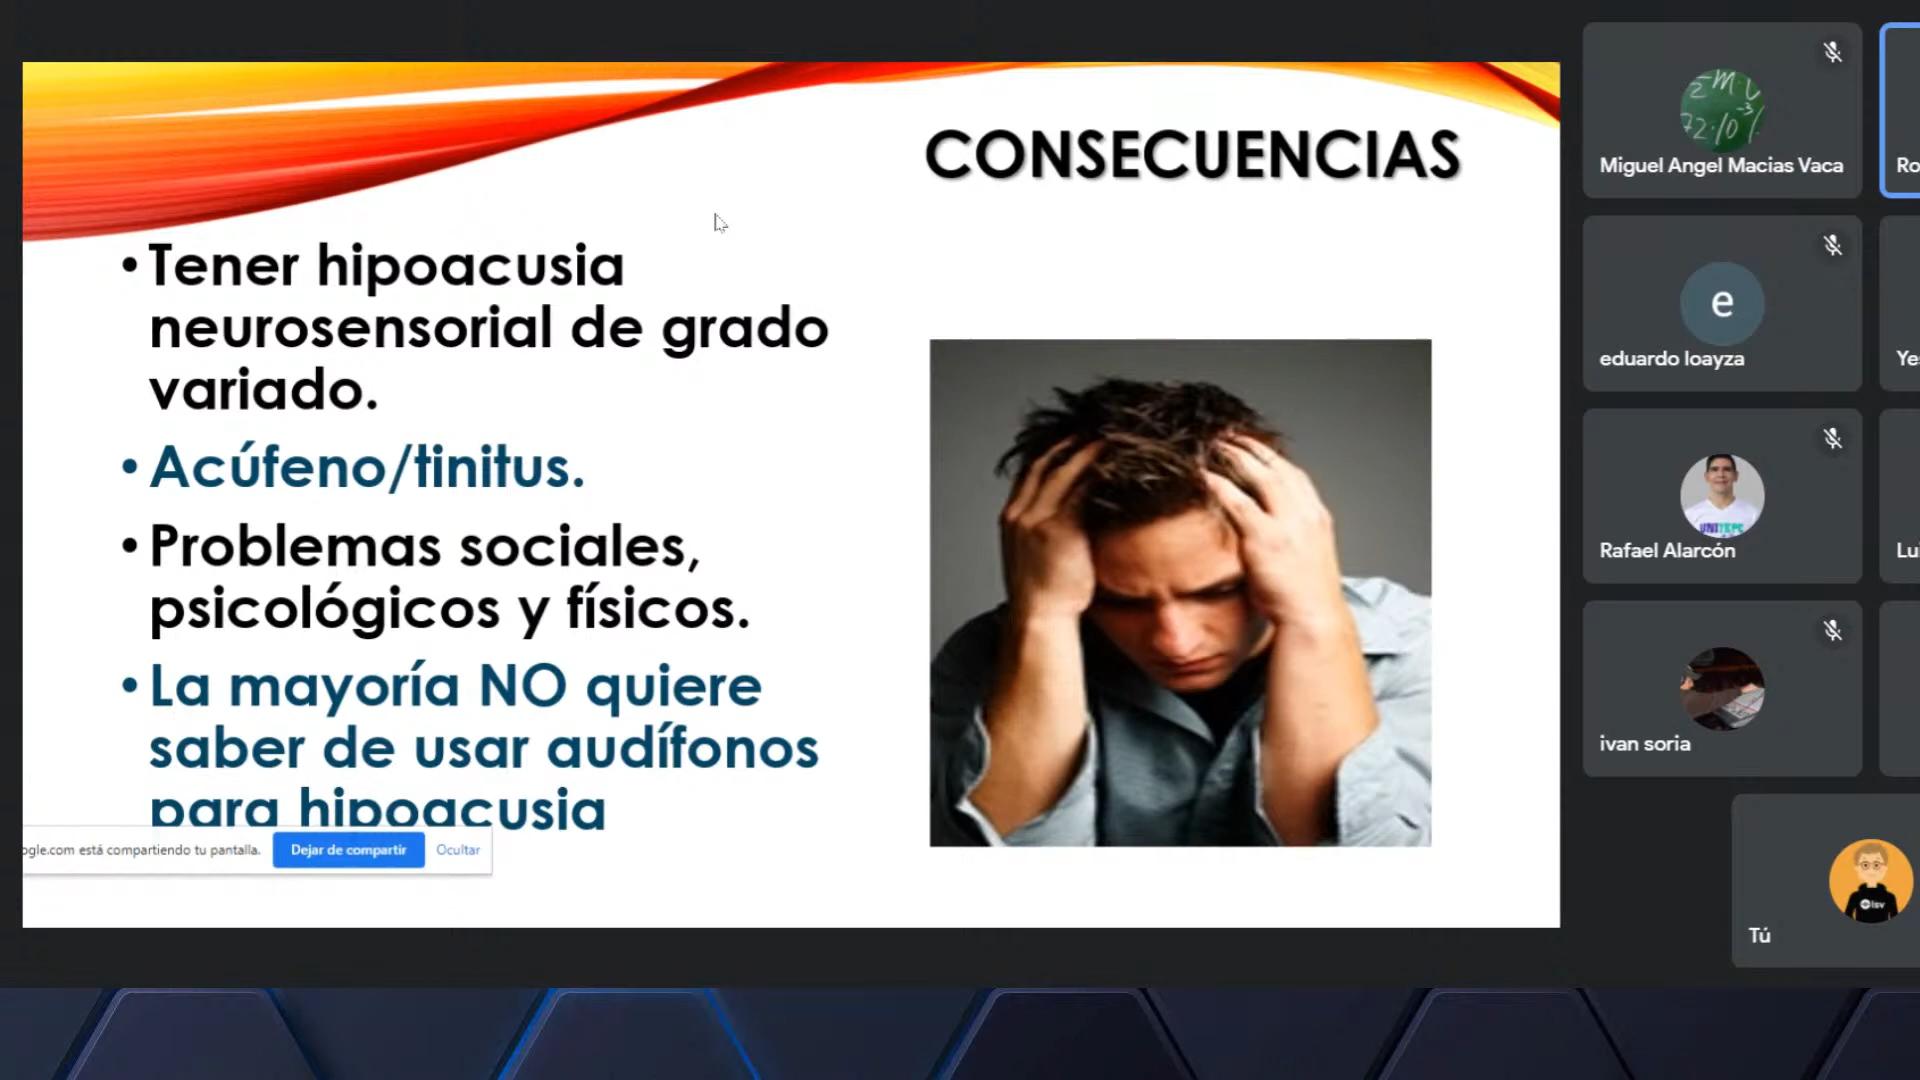 CONSECUENCIAS
• Tener hipoacusia
neurosensorial de grado
variado.
• Acúfeno/tinitus.
• Problemas sociales,
psicológicos y físicos.
• La mayoría NO quiere
saber de usar audífonos
para hipoacusia
ogle.com está compartiendo tu pantalla.
Dejar de compartir
Ocultar
Miguel Angel Macias Vaca
Ro
e
eduardo loayza
Ye
Rafael Alarcón
Lui
ivan soria
Tú